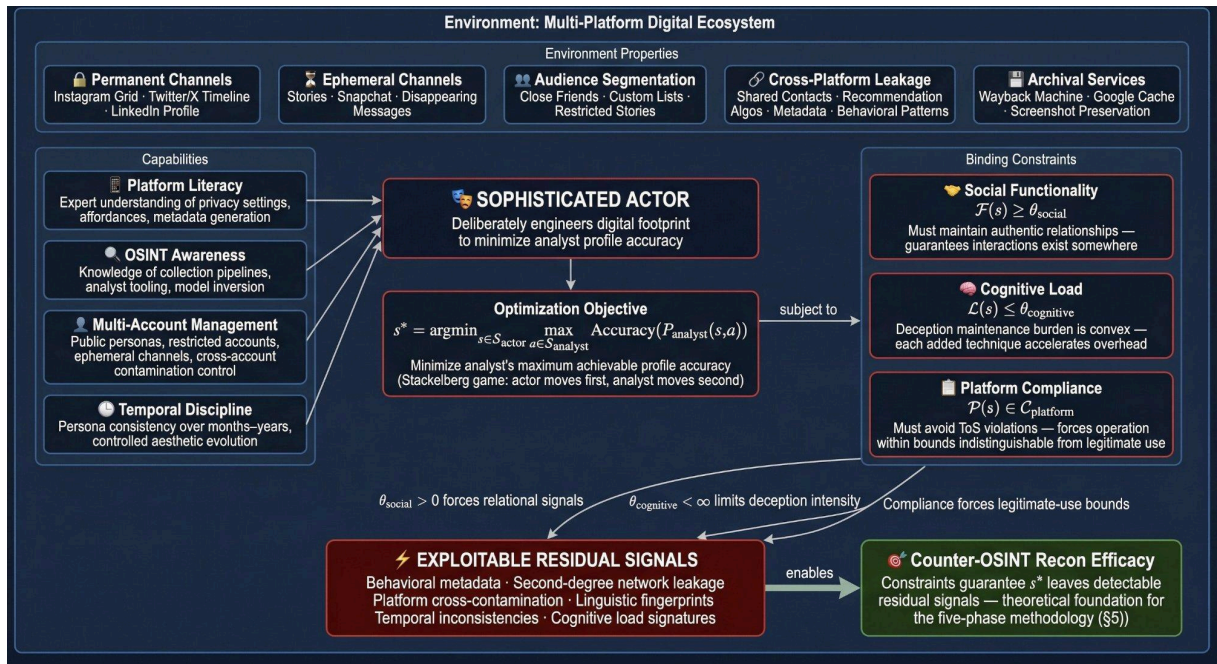 Environment: Multi-Platform Digital Ecosystem
Environment Properties
🔒 Permanent Channels
Instagram Grid · Twitter/X Timeline
· LinkedIn Profile
⏳ Ephemeral Channels
Stories · Snapchat · Disappearing
Messages
👥 Audience Segmentation
Close Friends · Custom Lists ·
Restricted Stories
🔗 Cross-Platform Leakage
Shared Contacts · Recommendation
Algos · Metadata · Behavioral Patterns
💾 Archival Services
Wayback Machine · Google Cache
· Screenshot Preservation
Capabilities
📱 Platform Literacy
Expert understanding of privacy settings,
affordances, metadata generation
🔍 OSINT Awareness
Knowledge of collection pipelines,
analyst tooling, model inversion
👤 Multi-Account Management
Public personas, restricted accounts,
ephemeral channels, cross-account
contamination control
🕒 Temporal Discipline
Persona consistency over months–years,
controlled aesthetic evolution
🎭 SOPHISTICATED ACTOR
Deliberately engineers digital footprint
to minimize analyst profile accuracy
Optimization Objective
s* = argmin_{s∈S_actor} max_{a∈S_analyst} Accuracy(P_analyst(s,a))
Minimize analyst's maximum achievable profile accuracy
(Stackelberg game: actor moves first, analyst moves second)
subject to
Binding Constraints
🤝 Social Functionality
ℱ(s) ≥ θ_social
Must maintain authentic relationships —
guarantees interactions exist somewhere
🧠 Cognitive Load
ℒ(s) ≤ θ_cognitive
Deception maintenance burden is convex —
each added technique accelerates overhead
📋 Platform Compliance
𝒫(s) ∈ 𝒞_platform
Must avoid ToS violations — forces operation
within bounds indistinguishable from legitimate use
θ_social > 0 forces relational signals
θ_cognitive < ∞ limits deception intensity
Compliance forces legitimate-use bounds
⚡ EXPLOITABLE RESIDUAL SIGNALS
Behavioral metadata · Second-degree network leakage
Platform cross-contamination · Linguistic fingerprints
Temporal inconsistencies · Cognitive load signatures
enables
🎯 Counter-OSINT Recon Efficacy
Constraints guarantee s* leaves detectable
residual signals — theoretical foundation for
the five-phase methodology (§5))